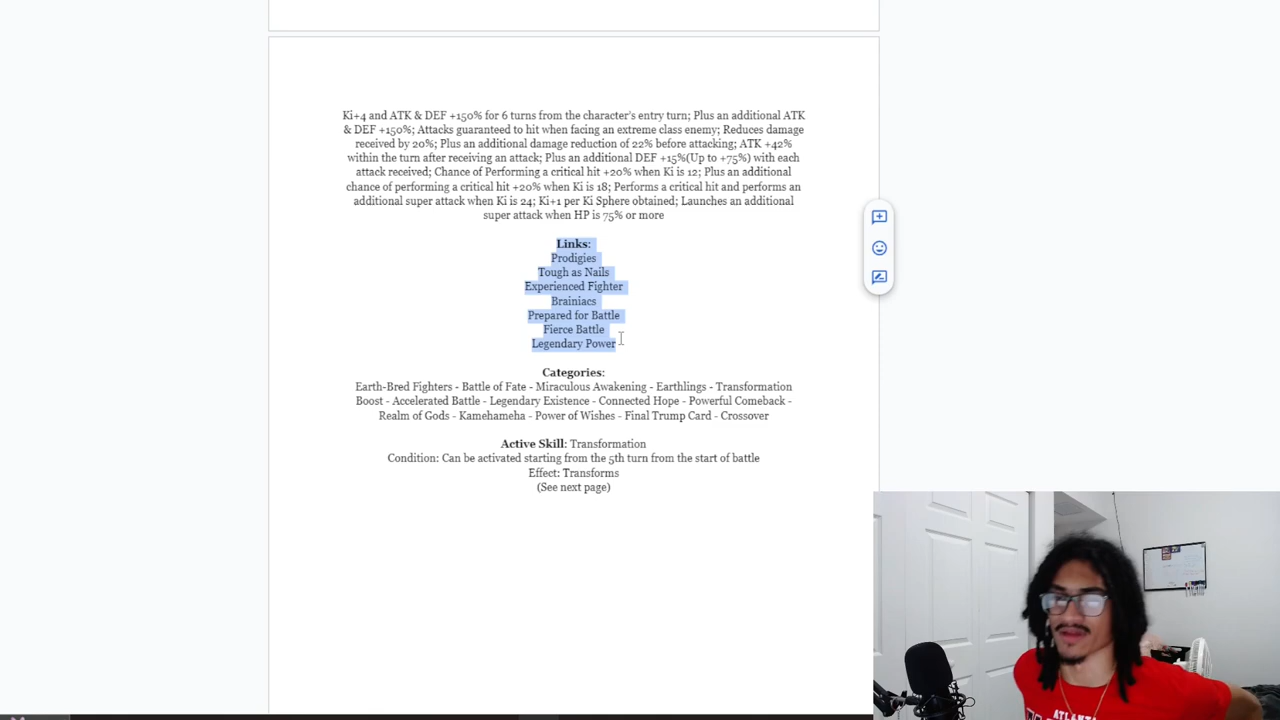 Ki+4 and ATK & DEF +150% for 6 turns from the character's entry turn; Plus an additional ATK
& DEF +150%; Attacks guaranteed to hit when facing an extreme class enemy; Reduces damage
received by 20%; Plus an additional damage reduction of 22% before attacking; ATK +42%
within the turn after receiving an attack; Plus an additional DEF +15%(Up to +75%) with each
attack received; Chance of Performing a critical hit +20% when Ki is 12; Plus an additional
chance of performing a critical hit +20% when Ki is 18; Performs a critical hit and performs an
additional super attack when Ki is 24; Ki+1 per Ki Sphere obtained; Launches an additional
super attack when HP is 75% or more
Links:
Prodigies
Tough as Nails
Experienced Fighter
Brainiacs
Prepared for Battle
Fierce Battle
Legendary Power
Categories:
Earth-Bred Fighters - Battle of Fate - Miraculous Awakening - Earthlings - Transformation
Boost - Accelerated Battle - Legendary Existence - Connected Hope - Powerful Comeback -
Realm of Gods - Kamehameha - Power of Wishes - Final Trump Card - Crossover
Active Skill: Transformation
Condition: Can be activated starting from the 5th turn from the start of battle
Effect: Transforms
(See next page)